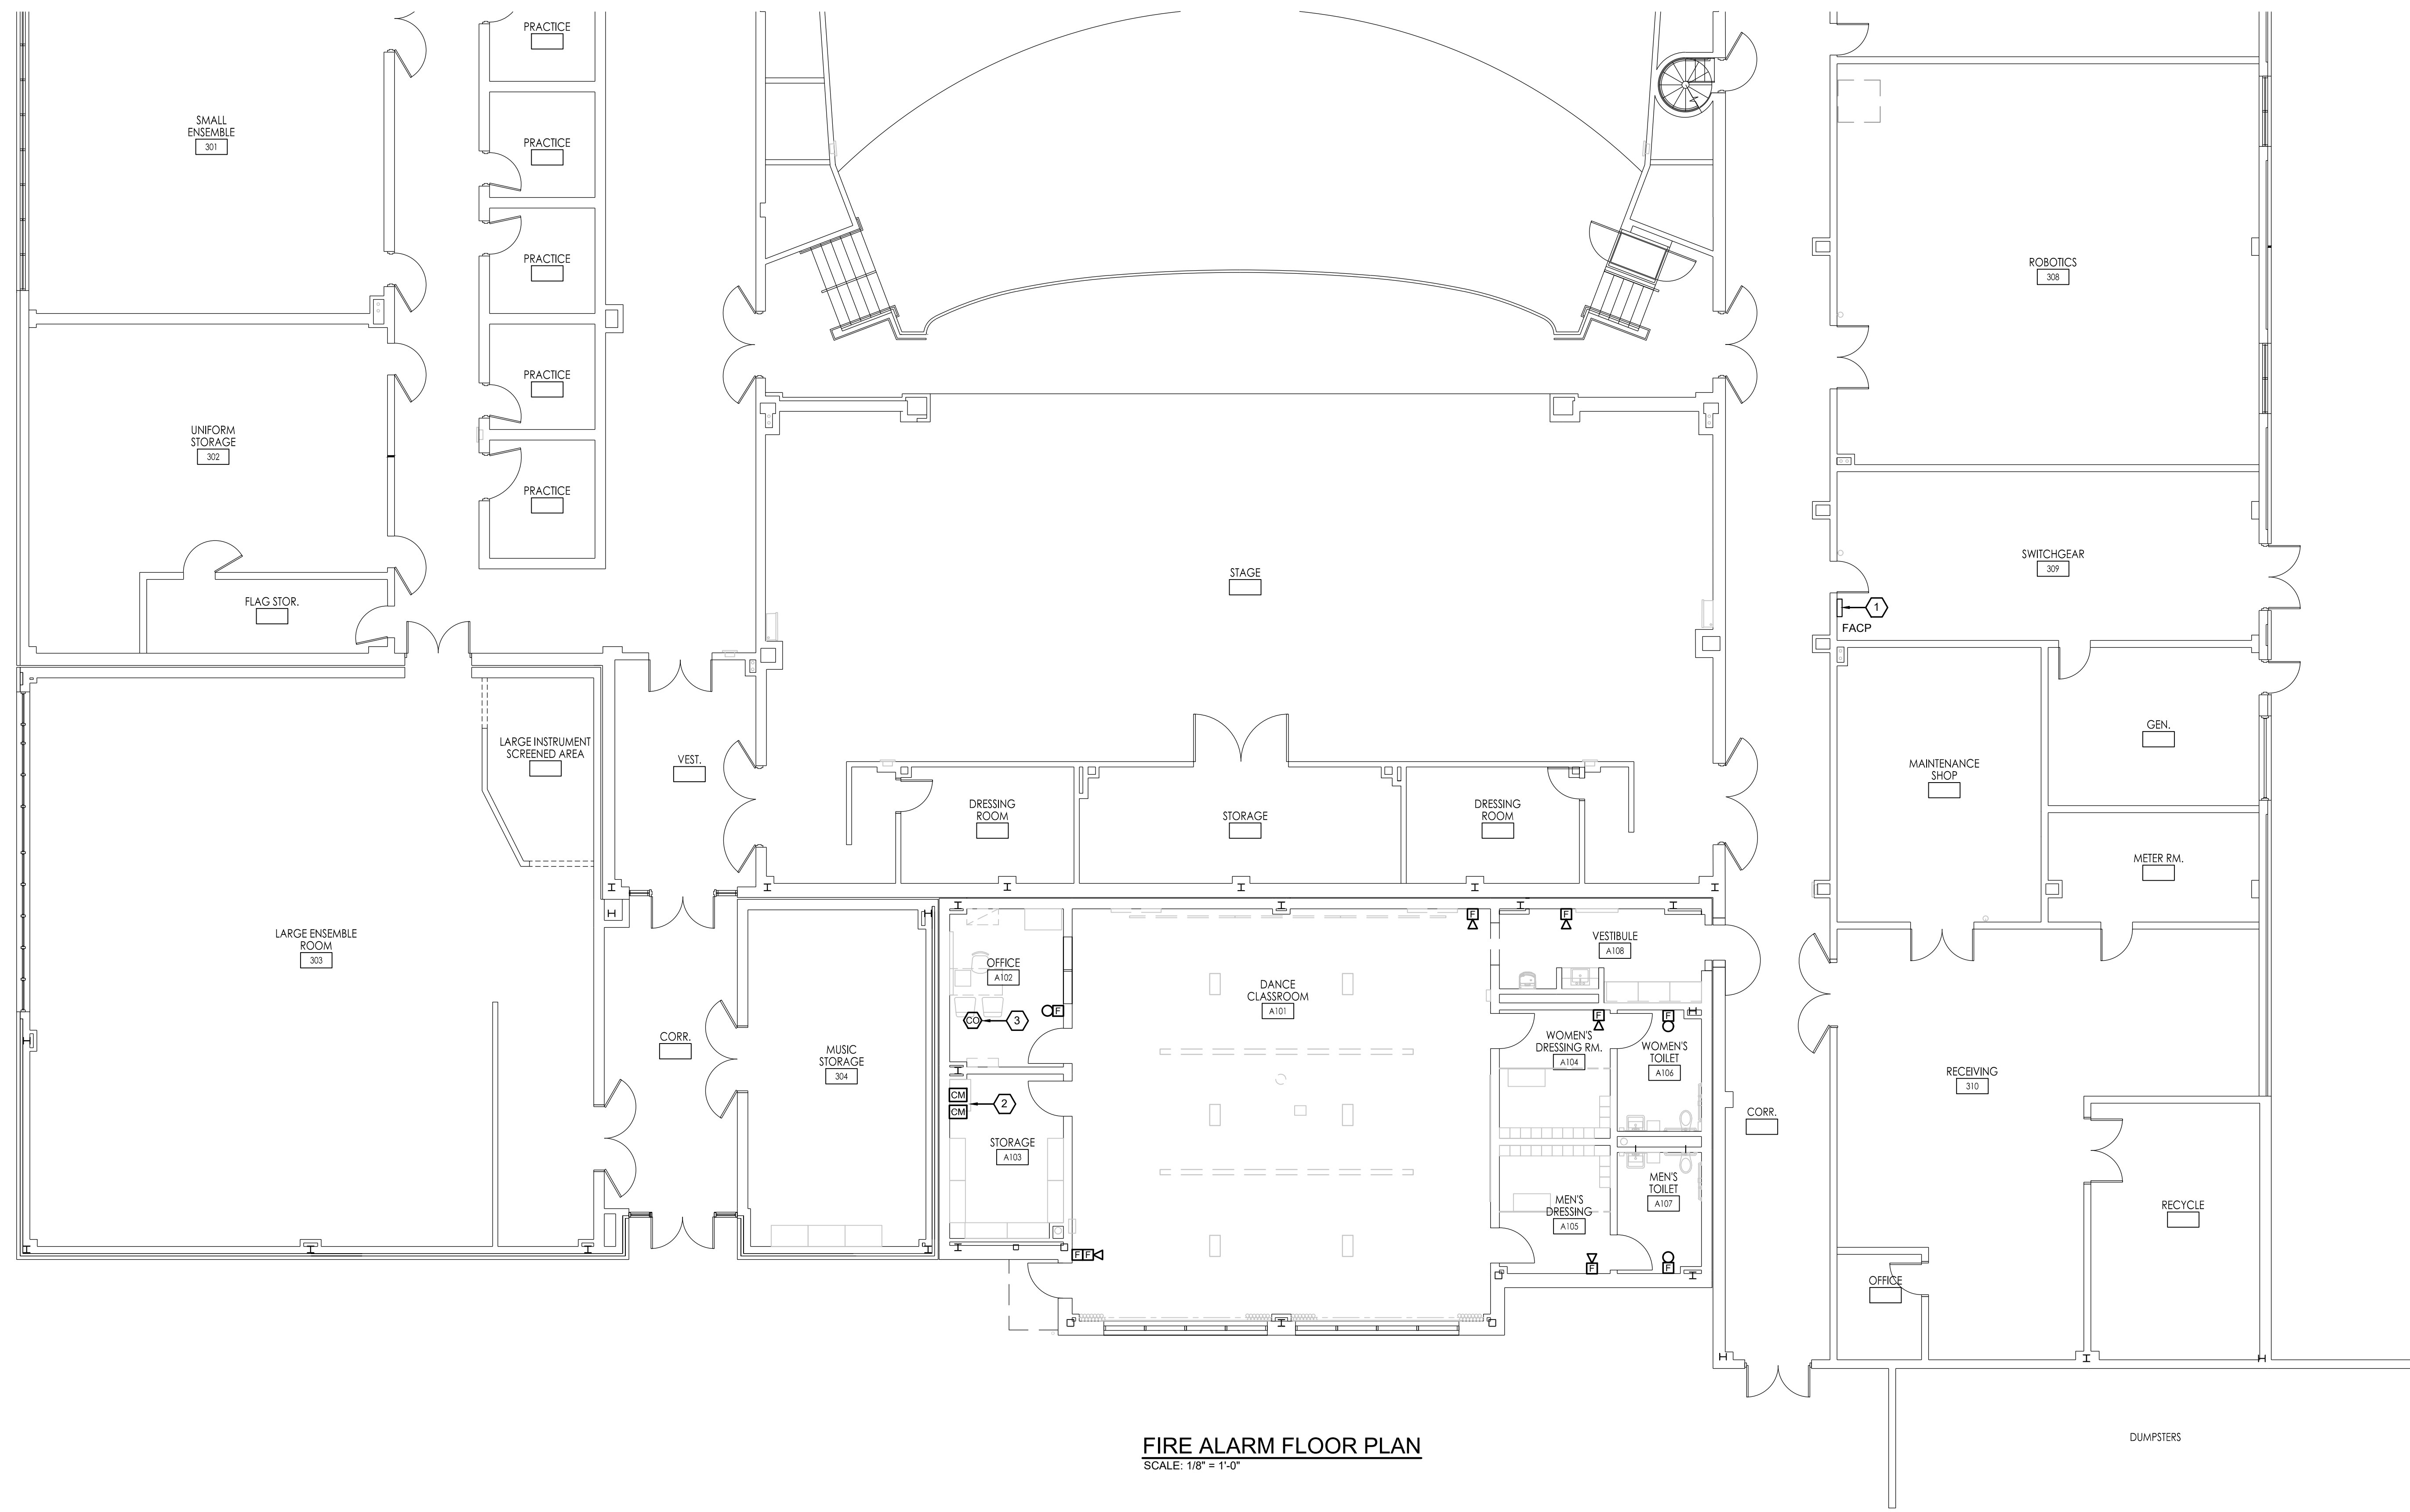 PRACTICE
SMALL
ENSEMBLE
301
PRACTICE
PRACTICE
ROBOTICS
308
PRACTICE
UNIFORM
STORAGE
302
PRACTICE
STAGE
SWITCHGEAR
309
FLAG STOR.
1
FACP
LARGE INSTRUMENT
SCREENED AREA
VEST.
GEN.
MAINTENANCE
SHOP
DRESSING
ROOM
STORAGE
DRESSING
ROOM
METER RM.
LARGE ENSEMBLE
ROOM
303
OFFICE
A102
F
F
VESTIBULE
A108
DANCE
CLASSROOM
A101
F
CO
3
F
F
CORR.
MUSIC
STORAGE
304
WOMEN'S
DRESSING RM.
A104
WOMEN'S
TOILET
A106
RECEIVING
310
CM
CM
2
CORR.
STORAGE
A103
MEN'S
DRESSING
A105
MEN'S
TOILET
A107
RECYCLE
F F
F
F
OFFICE
FIRE ALARM FLOOR PLAN
SCALE: 1/8" = 1'-0"
DUMPSTERS